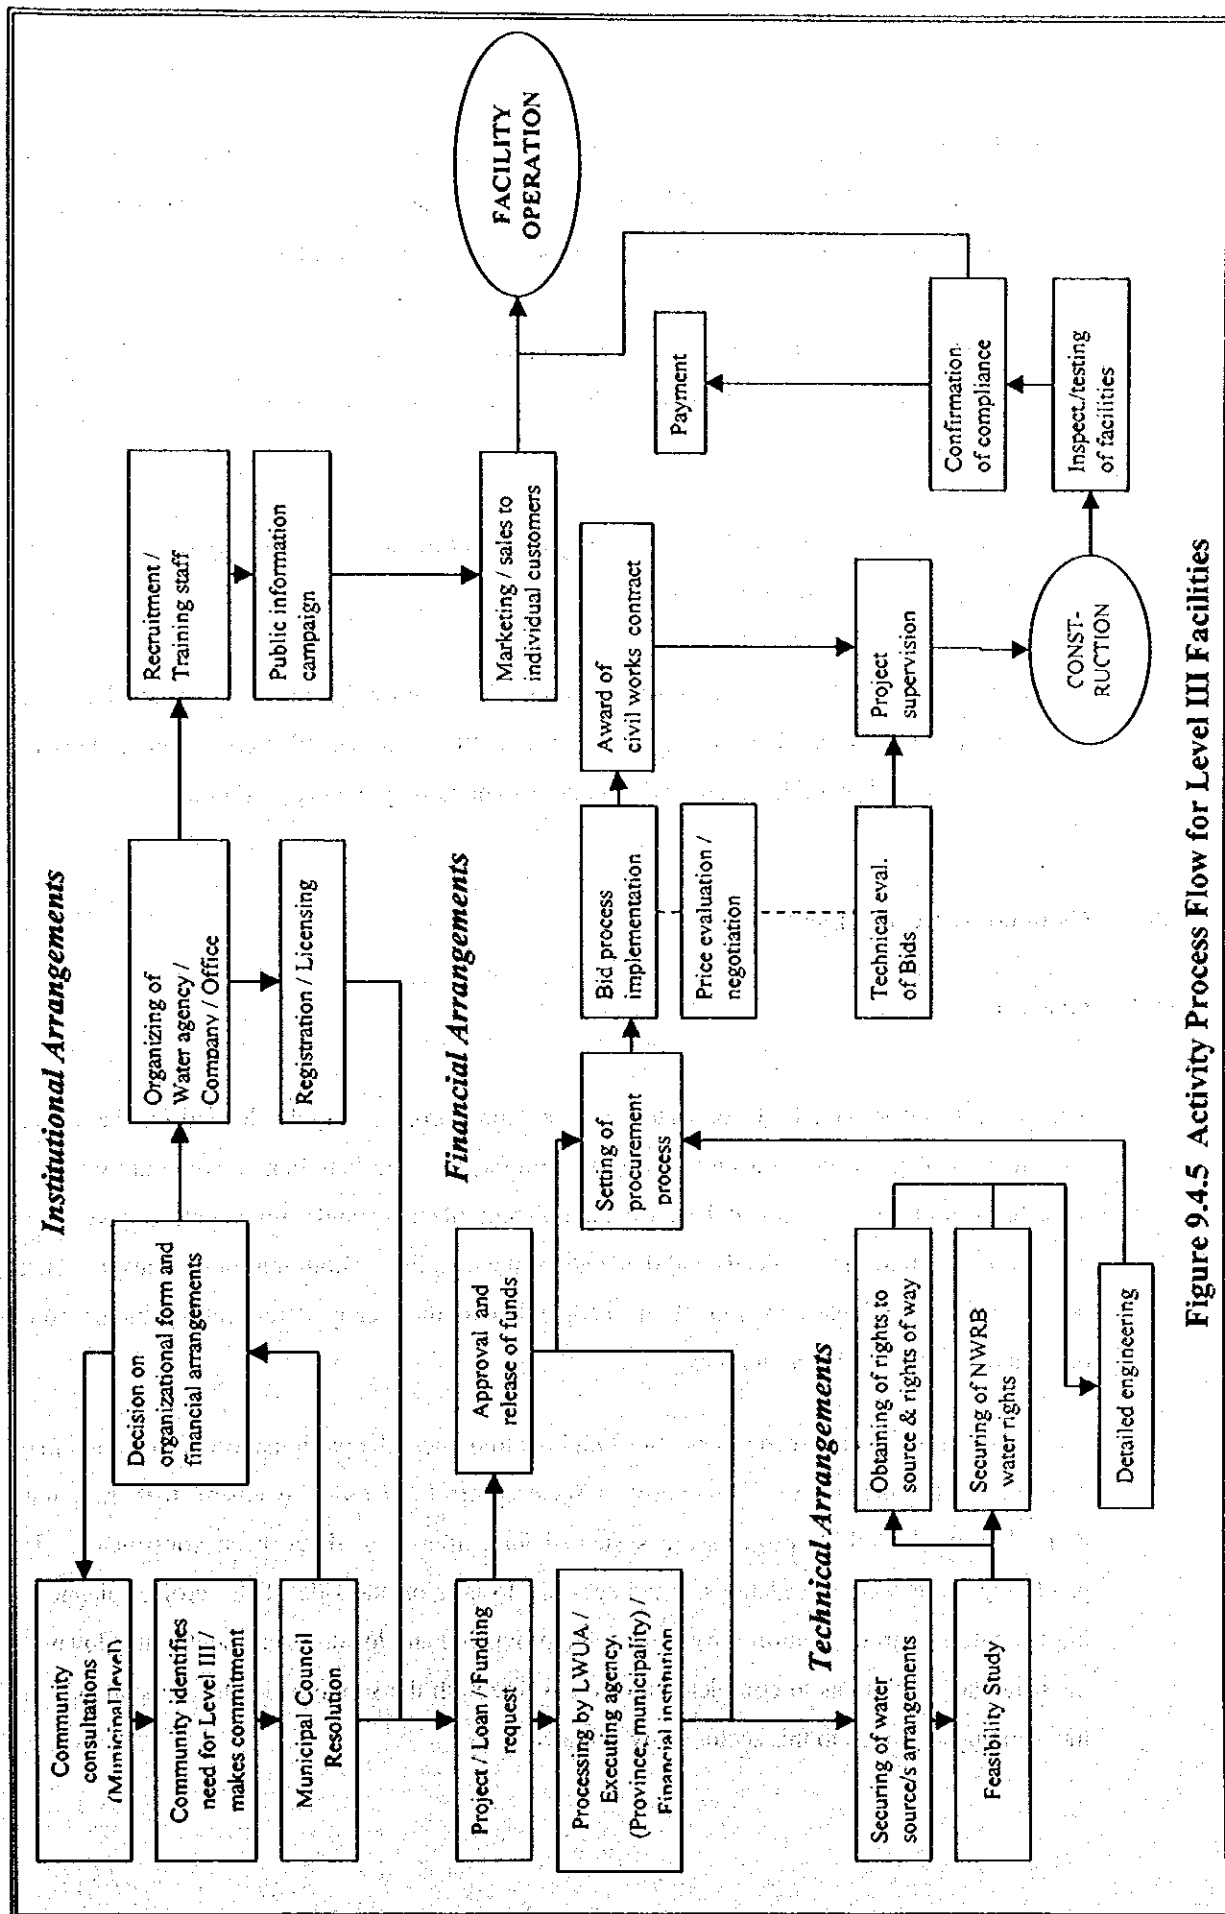 Institutional Arrangements
Community
consultations
(Municipal level)
Community identifies
need for Level III /
makes commitment
Municipal Council
Resolution
Decision on
organizational form and
financial arrangements
Organizing of
Water agency /
Company / Office
Registration / Licensing
Recruitment /
Training staff
Public information
campaign
Marketing / sales to
individual customers
FACILITY
OPERATION
Financial Arrangements
Project / Loan / Funding
request
Processing by LWUA /
Executing agency
(Province, municipality) /
Financial institution
Approval and
release of funds
Setting of
procurement
process
Bid process
implementation
Price evaluation /
negotiation
Award of
civil works contract
Payment
Technical Arrangements
Securing of water
source/s arrangements
Feasibility Study
Obtaining of rights to
source & rights of way
Securing of NWRB
water rights
Detailed engineering
Technical eval.
of Bids
Project
supervision
CONST-
RUCTION
Confirmation
of compliance
Inspect./testing
of facilities
Figure 9.4.5 Activity Process Flow for Level III Facilities